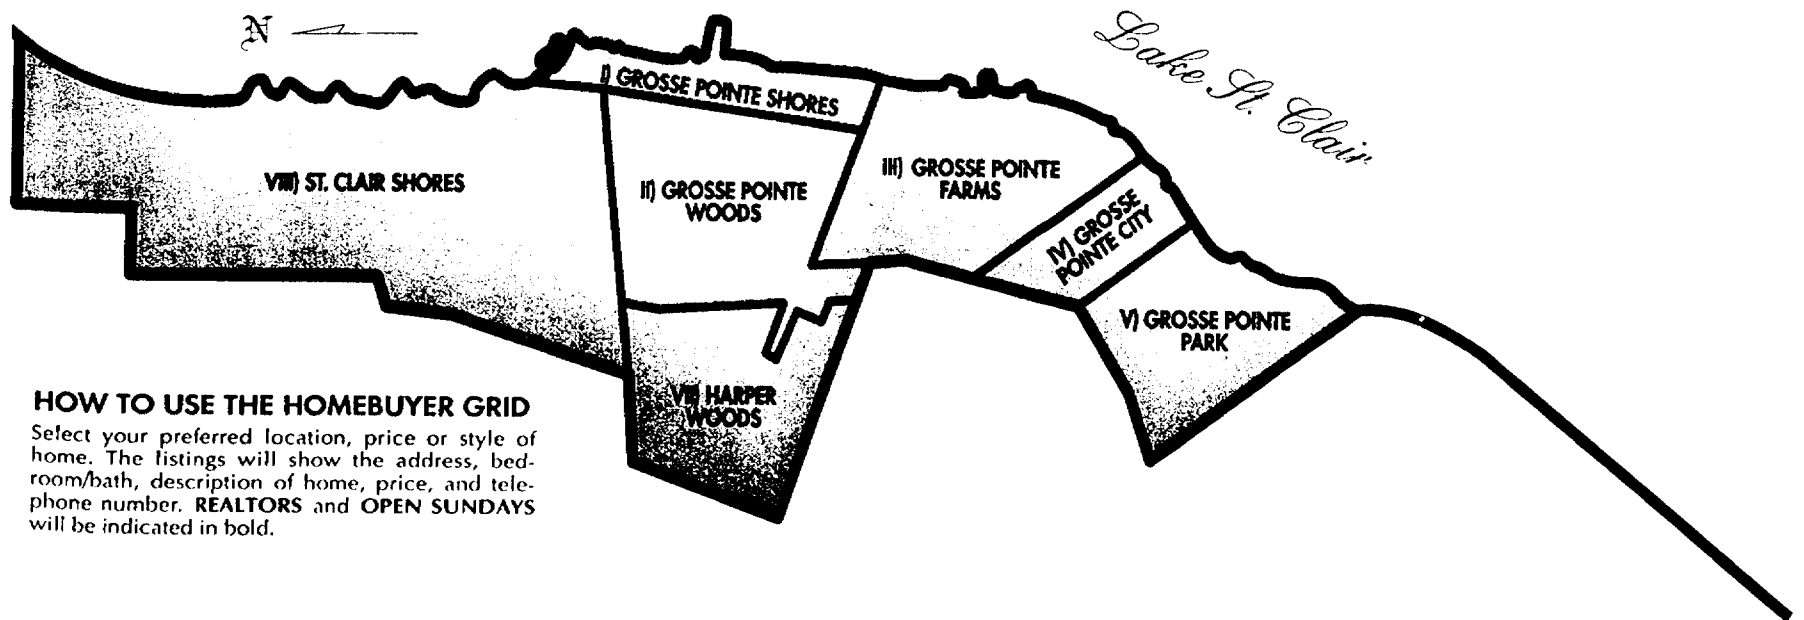 N
Lake St. Clair
I) GROSSE POINTE SHORES
VIII) ST. CLAIR SHORES
II) GROSSE POINTE
WOODS
III) GROSSE POINTE
FARMS
IV) GROSSE
POINTE CITY
V) GROSSE POINTE
PARK
VII) HARPER
WOODS
HOW TO USE THE HOMEBUYER GRID
Select your preferred location, price or style of
home. The listings will show the address, bed-
room/bath, description of home, price, and tele-
phone number. REALTORS and OPEN SUNDAYS
will be indicated in bold.